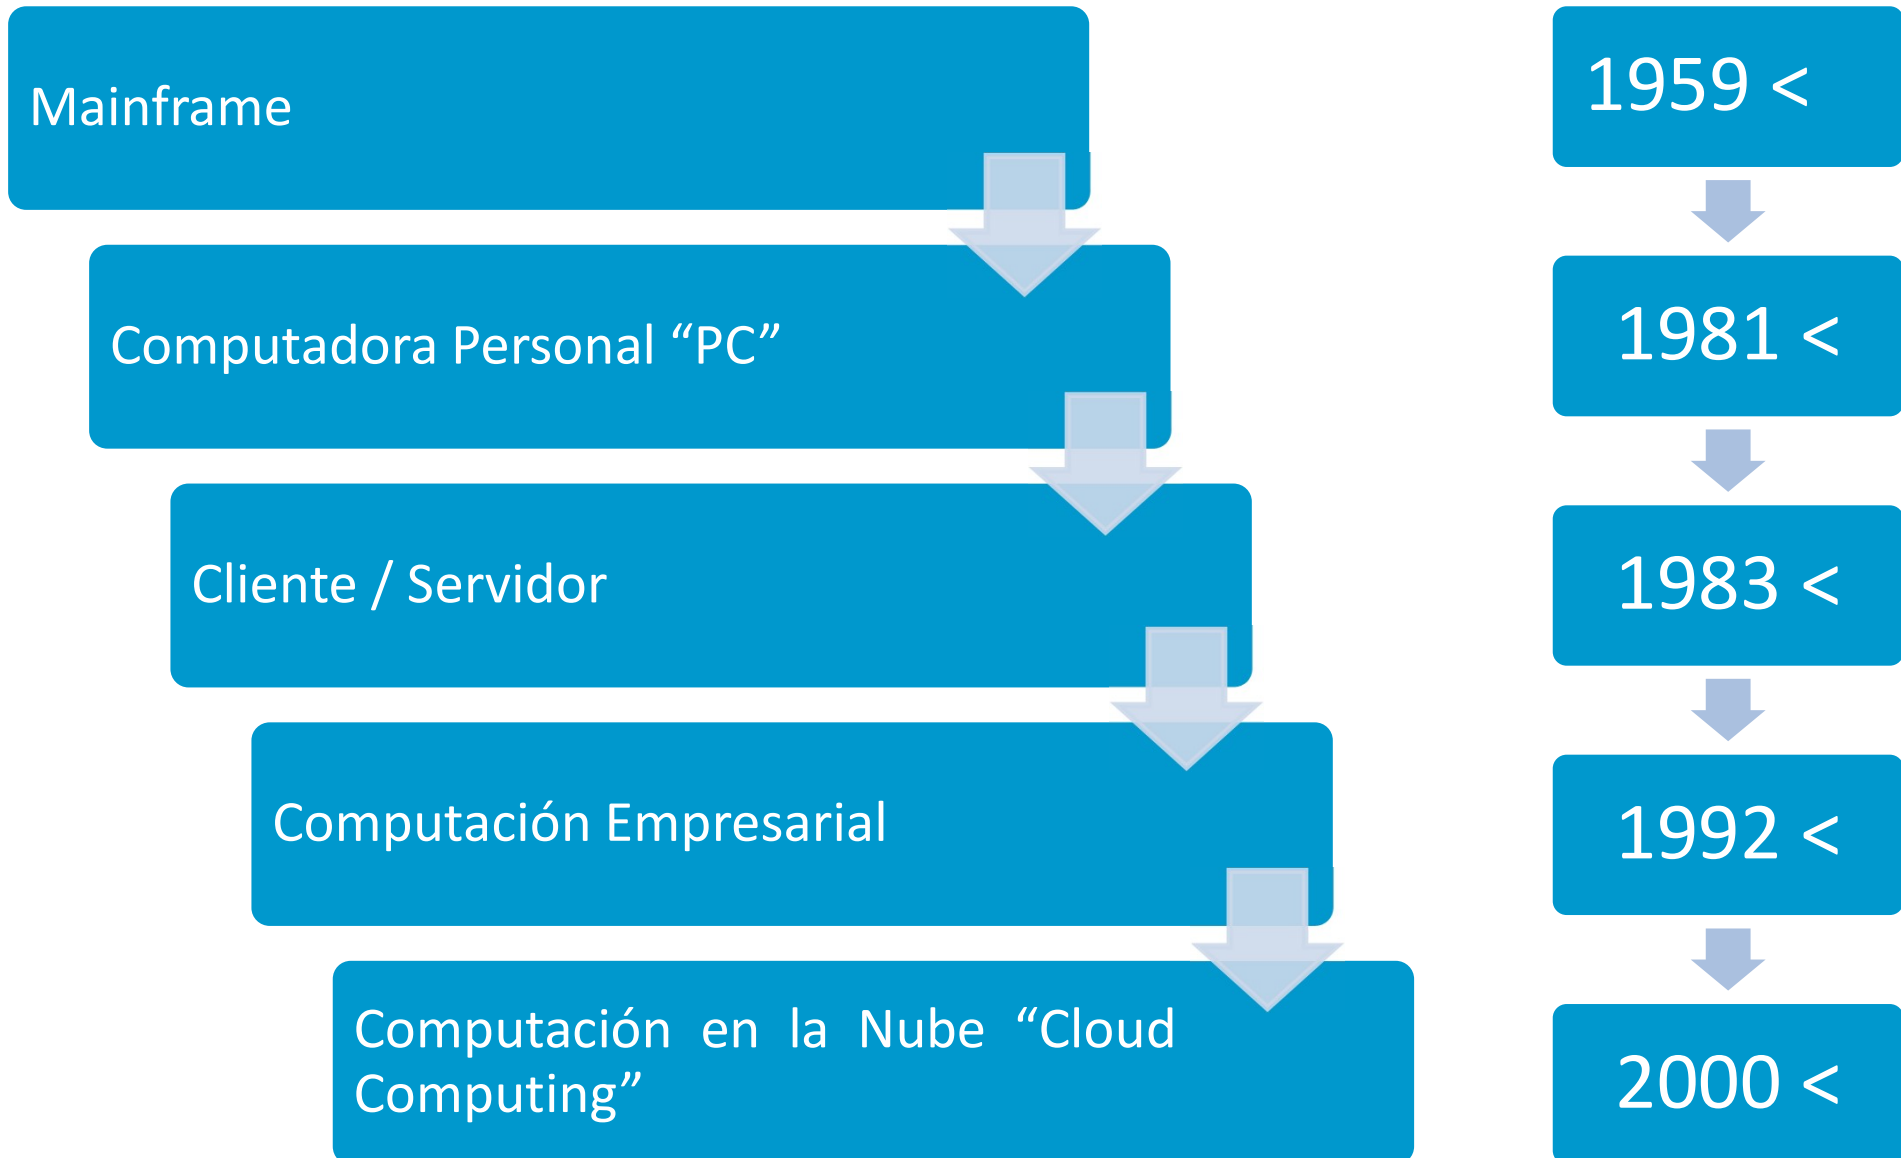 Mainframe
1959 <
Computadora Personal “PC”
1981 <
Cliente / Servidor
1983 <
Computación Empresarial
1992 <
Computación en la Nube “Cloud
Computing”
2000 <